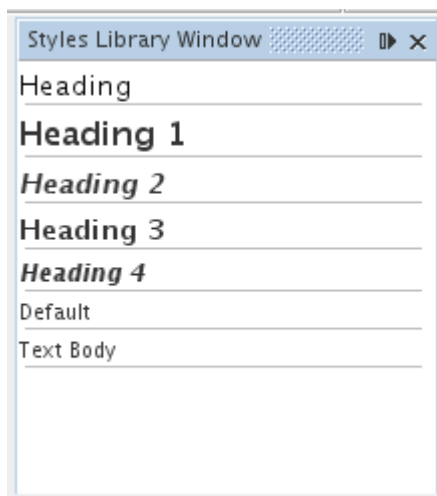 Styles Library Window
Heading
Heading 1
Heading 2
Heading 3
Heading 4
Default
Text Body